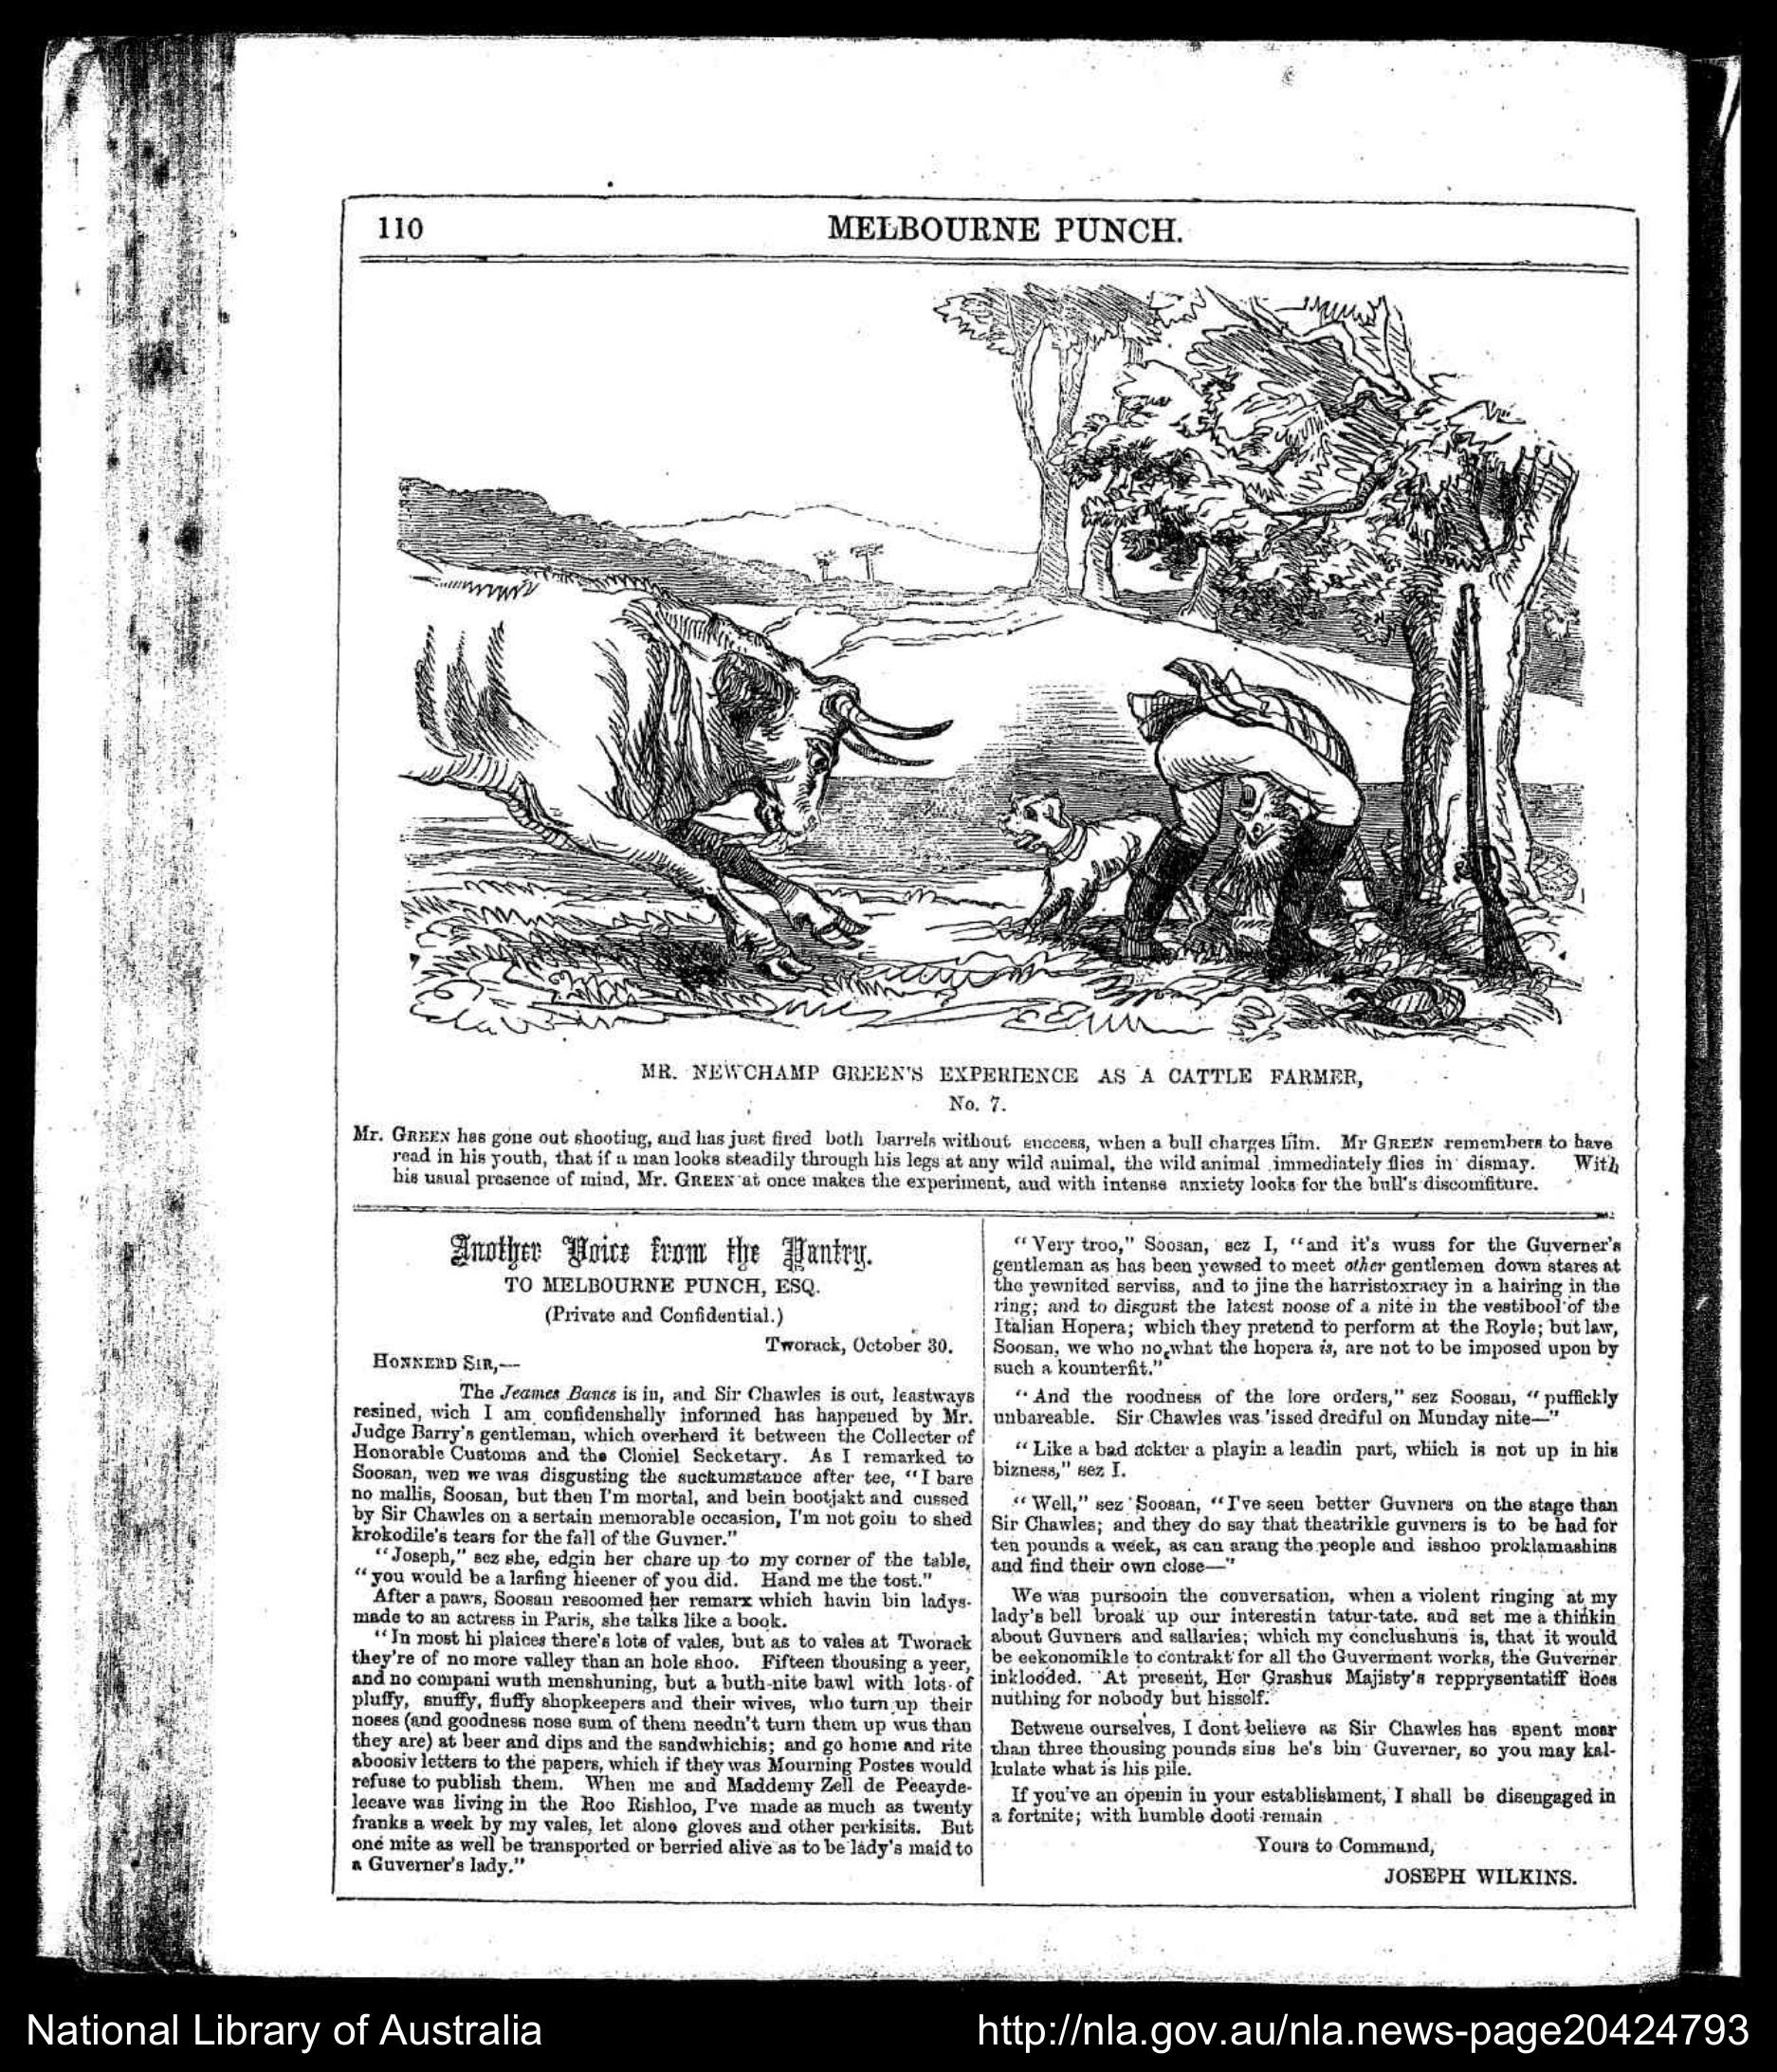 110
MELBOURNE PUNCH.
MR. NEWCHAMP GREEN'S EXPERIENCE AS A CATTLE FARMER,
No. 7.
Mr. GREEN has gone out shooting, and has just fired both barrels without success, when a bull charges him. Mr GREEN remembers to have
read in his youth, that if a man looks steadily through his legs at any wild animal, the wild animal immediately flies in dismay. With
his usual presence of mind, Mr. GREEN at once makes the experiment, and with intense anxiety looks for the bull's discomfiture.
Another Voice from the Pantry.
TO MELBOURNE PUNCH, ESQ.
(Private and Confidential.)
Tworack, October 30.
HONNERD SIR,—
The Jeames Banes is in, and Sir Chawles is out, leastways
resined, wich I am confidenshally informed has happened by Mr.
Judge Barry's gentleman, which overherd it between the Collecter of
Honorable Customs and the Cloniel Secketary. As I remarked to
Soosan, wen we was disgusting the suckumstance after tee, "I bare
no mallis, Soosan, but then I'm mortal, and bein bootjakt and cussed
by Sir Chawles on a sertain memorable occasion, I'm not goin to shed
krokodile's tears for the fall of the Guvner."
"Joseph," sez she, edgin her chare up to my corner of the table,
"you would be a larfing hieener of you did. Hand me the tost."
After a paws, Soosan resoomed her remarx which havin bin ladys-
made to an actress in Paris, she talks like a book.
"In most hi plaices there's lots of vales, but as to vales at Tworack
they're of no more valley than an hole shoo. Fifteen thousing a yeer,
and no compani wuth menshuning, but a buth-nite bawl with lots of
pluffy, snuffy, fluffy shopkeepers and their wives, who turn up their
noses (and goodness nose sum of them needn't turn them up wus than
they are) at beer and dips and the sandwhichis; and go home and rite
aboosiv letters to the papers, which if they was Mourning Postes would
refuse to publish them. When me and Maddemy Zell de Peeayde-
leeave was living in the Roo Rishloo, I've made as much as twenty
franks a week by my vales, let alone gloves and other perkisits. But
one mite as well be transported or berried alive as to be lady's maid to
a Guverner's lady."
"Very troo," Soosan, sez I, "and it's wuss for the Guverner's
gentleman as has been yewsed to meet other gentlemen down stares at
the yewnited serviss, and to jine the harristoxracy in a hairing in the
ring; and to disgust the latest noose of a nite in the vestibool of the
Italian Hopera; which they pretend to perform at the Royle; but law,
Soosan, we who no what the hopera is, are not to be imposed upon by
such a kounterfit."
"And the roodness of the lore orders," sez Soosan, "puffickly
unbareable. Sir Chawles was 'issed dredful on Munday nite—"
"Like a bad ackter a playin a leadin part, which is not up in his
bizness," sez I.
"Well," sez Soosan, "I've seen better Guvners on the stage than
Sir Chawles; and they do say that theatrikle guvners is to be had for
ten pounds a week, as can arang the people and isshoo proklamashins
and find their own close—"
We was pursooin the conversation, when a violent ringing at my
lady's bell broak up our interestin tatur-tate, and set me a thinkin
about Guvners and sallaries; which my conclushuns is, that it would
be eekonomikle to contrakt for all the Guverment works, the Guverner
inklooded. At present, Her Grashus Majisty's repprysentatiff does
nuthing for nobody but hisself.
Betwene ourselves, I dont believe as Sir Chawles has spent moar
than three thousing pounds sins he's bin Guverner, so you may kal-
kulate what is his pile.
If you've an openin in your establishment, I shall be disengaged in
a fortnite; with humble dooti remain
Yours to Command,
JOSEPH WILKINS.
National Library of Australia
http://nla.gov.au/nla.news-page20424793